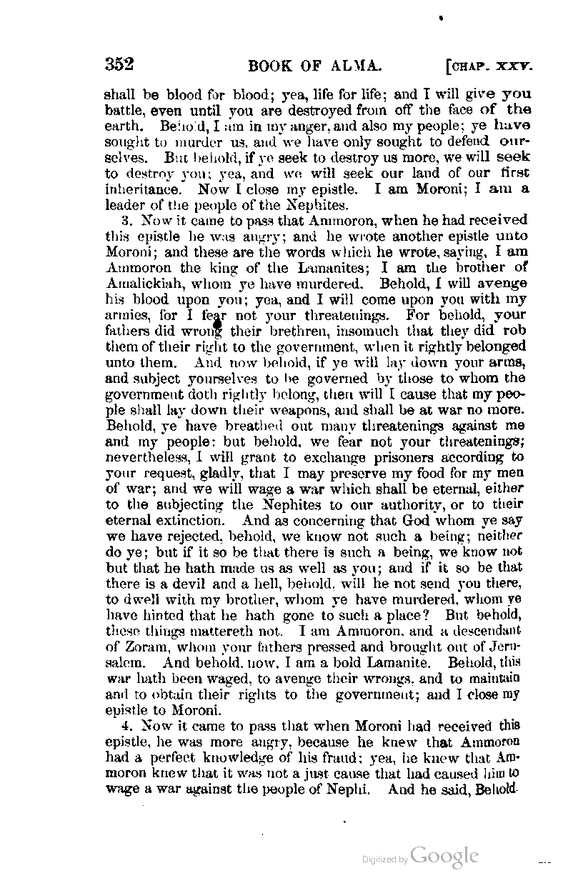 352 BOOK OF ALMA. [CHAP. XXV.
shall be blood for blood; yea, life for life; and I will give you
battle, even until you are destroyed from off the face of the
earth. Behold, I am in my anger, and also my people; ye have
sought to murder us, and we have only sought to defend our-
selves. But behold, if ye seek to destroy us more, we will seek
to destroy you; yea, and we will seek our land of our first
inheritance. Now I close my epistle. I am Moroni; I am a
leader of the people of the Nephites.
3. Now it came to pass that Ammoron, when he had received
this epistle he was angry; and he wrote another epistle unto
Moroni; and these are the words which he wrote, saying, I am
Ammoron the king of the Lamanites; I am the brother of
Amalickiah, whom ye have murdered. Behold, I will avenge
his blood upon you; yea, and I will come upon you with my
armies, for I fear not your threatenings. For behold, your
fathers did wrong their brethren, insomuch that they did rob
them of their right to the government, when it rightly belonged
unto them. And now behold, if ye will lay down your arms,
and subject yourselves to be governed by those to whom the
government doth rightly belong, then will I cause that my peo-
ple shall lay down their weapons, and shall be at war no more.
Behold, ye have breathed out many threatenings against me
and my people: but behold, we fear not your threatenings;
nevertheless, I will grant to exchange prisoners according to
your request, gladly, that I may preserve my food for my men
of war; and we will wage a war which shall be eternal, either
to the subjecting the Nephites to our authority, or to their
eternal extinction. And as concerning that God whom ye say
we have rejected, behold, we know not such a being; neither
do ye; but if it so be that there is such a being, we know not
but that he hath made us as well as you; and if it so be that
there is a devil and a hell, behold, will he not send you there,
to dwell with my brother, whom ye have murdered, whom ye
have hinted that he hath gone to such a place? But behold,
these things mattereth not. I am Ammoron, and a descendant
of Zoram, whom your fathers pressed and brought out of Jeru-
salem. And behold, now, I am a bold Lamanite. Behold, this
war hath been waged, to avenge their wrongs, and to maintain
and to obtain their rights to the government; and I close my
epistle to Moroni.
4. Now it came to pass that when Moroni had received this
epistle, he was more angry, because he knew that Ammoron
had a perfect knowledge of his fraud; yea, he knew that Am-
moron knew that it was not a just cause that had caused him to
wage a war against the people of Nephi. And he said, Behold
Digitized by Google